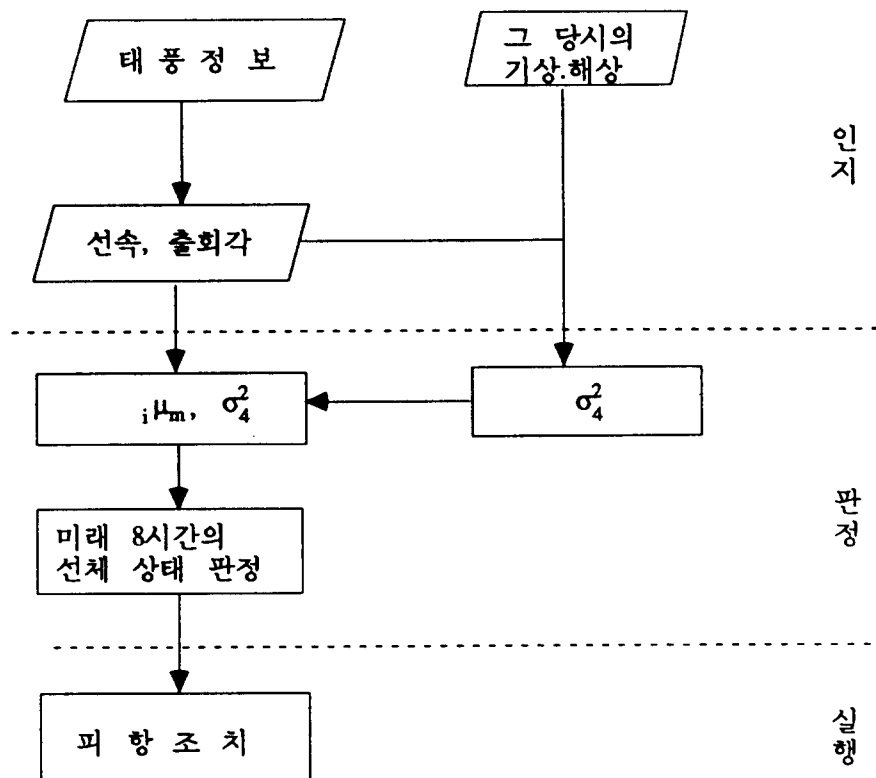 태 풍 정 보
그 당시의
기상.해상
인
지
선속, 출회각
ᵢμₘ, σ₄²
σ₄²
미래 8시간의
선체 상태 판정
판
정
피 항 조 치
실
행